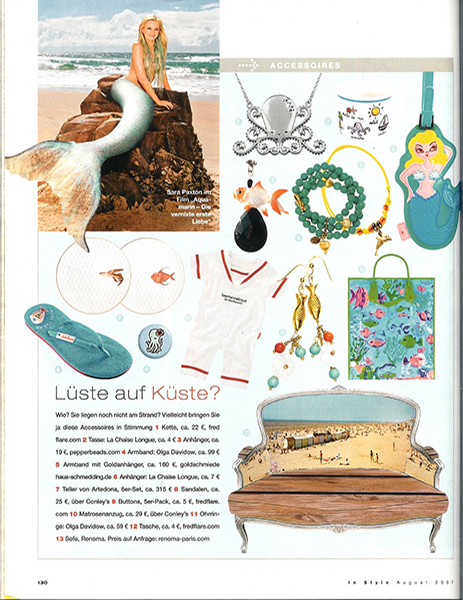 ACCESSOIRES
Sara Paxton im
Film „Aqua-
marin – Die
vernixte erste
Liebe"
Lüste auf Küste?
Wie? Sie liegen noch nicht am Strand? Vielleicht bringen Sie
ja diese Accessoires in Stimmung 1 Kette, ca. 22 €, fred
flare.com 2 Tasse: La Chaise Longue, ca. 4 € 3 Anhänger, ca.
19 €, pepperbeads.com 4 Armband: Olga Davidow, ca. 99 €
5 Armband mit Goldanhänger, ca. 160 €, goldschmiede
haus-schmedding.de 6 Anhänger: La Chaise Longue, ca. 7 €
7 Teller von Artedona, 6er-Set, ca. 315 € 8 Sandalen, ca.
25 €, über Conley's 9 Buttons, 5er-Pack, ca. 5 €, fredflare.
com 10 Matrosenanzug, ca. 29 €, über Conley's 11 Ohrrin-
ge: Olga Davidow, ca. 59 € 12 Tasche, ca. 4 €, fredflare.com
13 Sofa, Renoma. Preis auf Anfrage: renoma-paris.com
130
In Style August 2007